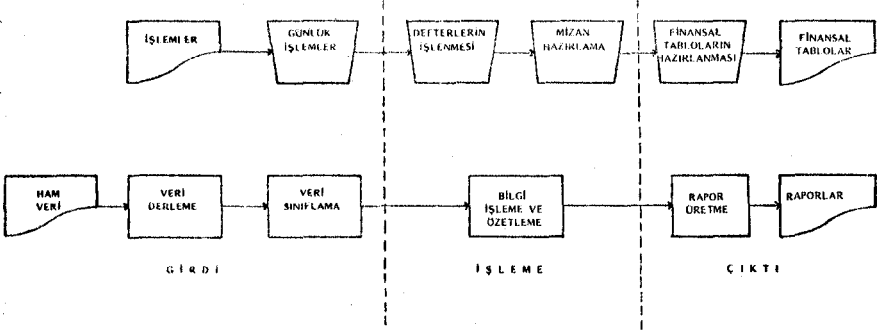 İŞLEMLER
GÜNLÜK
İŞLEMLER
DEFTERLERİN
İŞLENMESİ
MİZAN
HAZIRLAMA
FİNANSAL
TABLOLARIN
HAZIRLANMASI
FİNANSAL
TABLOLAR
HAM
VERİ
VERİ
DERLEME
VERİ
SINIFLAMA
BİLGİ
İŞLEME VE
ÖZETLEME
RAPOR
ÜRETME
RAPORLAR
GİRDİ
İŞLEME
ÇIKTI